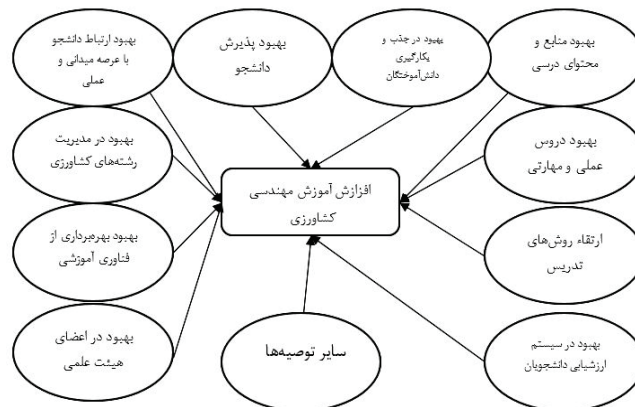 بهبود منابع و
محتوای درسی
بهبود در جذب و
بکارگیری
دانش‌آموختگان
بهبود پذیرش
دانشجو
بهبود ارتباط دانشجو
با عرصه میدانی و
عملی
بهبود دروس
عملی و مهارتی
بهبود در مدیریت
رشته‌های کشاورزی
افزازش آموزش مهندسی
کشاورزی
ارتقاء روش‌های
تدریس
بهبود بهره‌برداری از
فناوری آموزشی
بهبود در سیستم
ارزشیابی دانشجویان
سایر توصیه‌ها
بهبود در اعضای
هیئت علمی